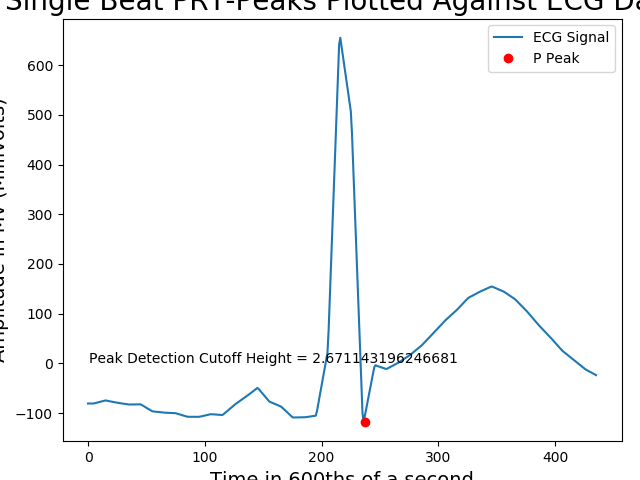 Single Beat PRT-Peaks Plotted Against ECG Da
Amplitude in MV (Millivolts)
600
500
400
300
200
100
0
−100
ECG Signal
P Peak
Peak Detection Cutoff Height = 2.671143196246681
0 100 200 300 400
Time in 600ths of a second